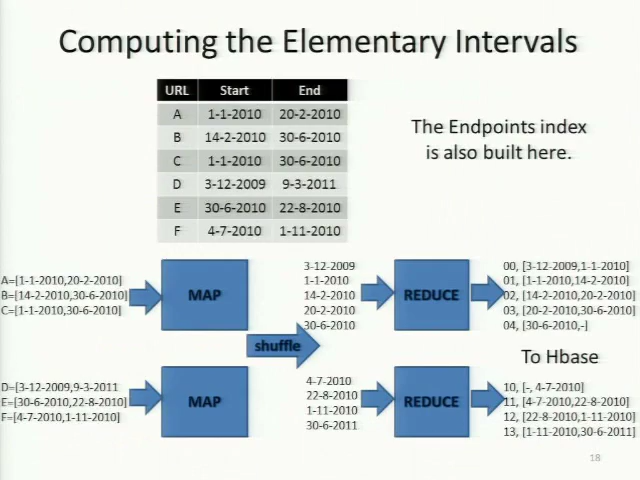 Computing the Elementary Intervals
URL Start End
A 1-1-2010 20-2-2010
B 14-2-2010 30-6-2010
C 1-1-2010 30-6-2010
D 3-12-2009 9-3-2011
E 30-6-2010 22-8-2010
F 4-7-2010 1-11-2010
The Endpoints index
is also built here.
A=[1-1-2010,20-2-2010]
B=[14-2-2010,30-6-2010]
C=[1-1-2010,30-6-2010]
MAP
3-12-2009
1-1-2010
14-2-2010
20-2-2010
30-6-2010
REDUCE
00, [3-12-2009,1-1-2010]
01, [1-1-2010,14-2-2010]
02, [14-2-2010,20-2-2010]
03, [20-2-2010,30-6-2010]
04, [30-6-2010,-]
shuffle
To Hbase
D=[3-12-2009,9-3-2011
E=[30-6-2010,22-8-2010]
F=[4-7-2010,1-11-2010]
MAP
4-7-2010
22-8-2010
1-11-2010
30-6-2011
REDUCE
10, [-, 4-7-2010]
11, [4-7-2010,22-8-2010]
12, [22-8-2010,1-11-2010]
13, [1-11-2010,30-6-2011]
18